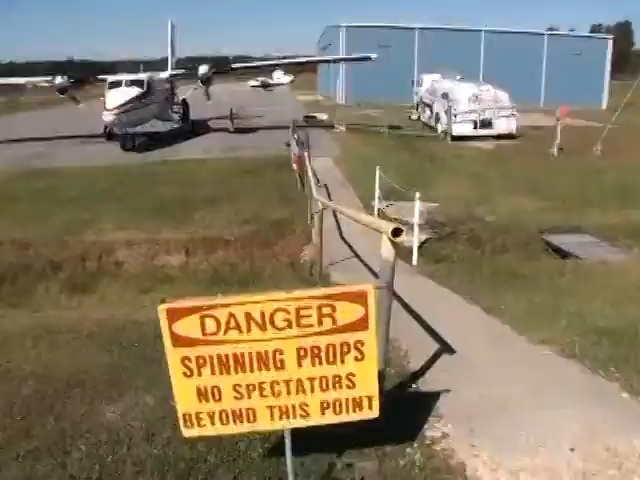 DANGER
SPINNING PROPS
NO SPECTATORS
BEYOND THIS POINT